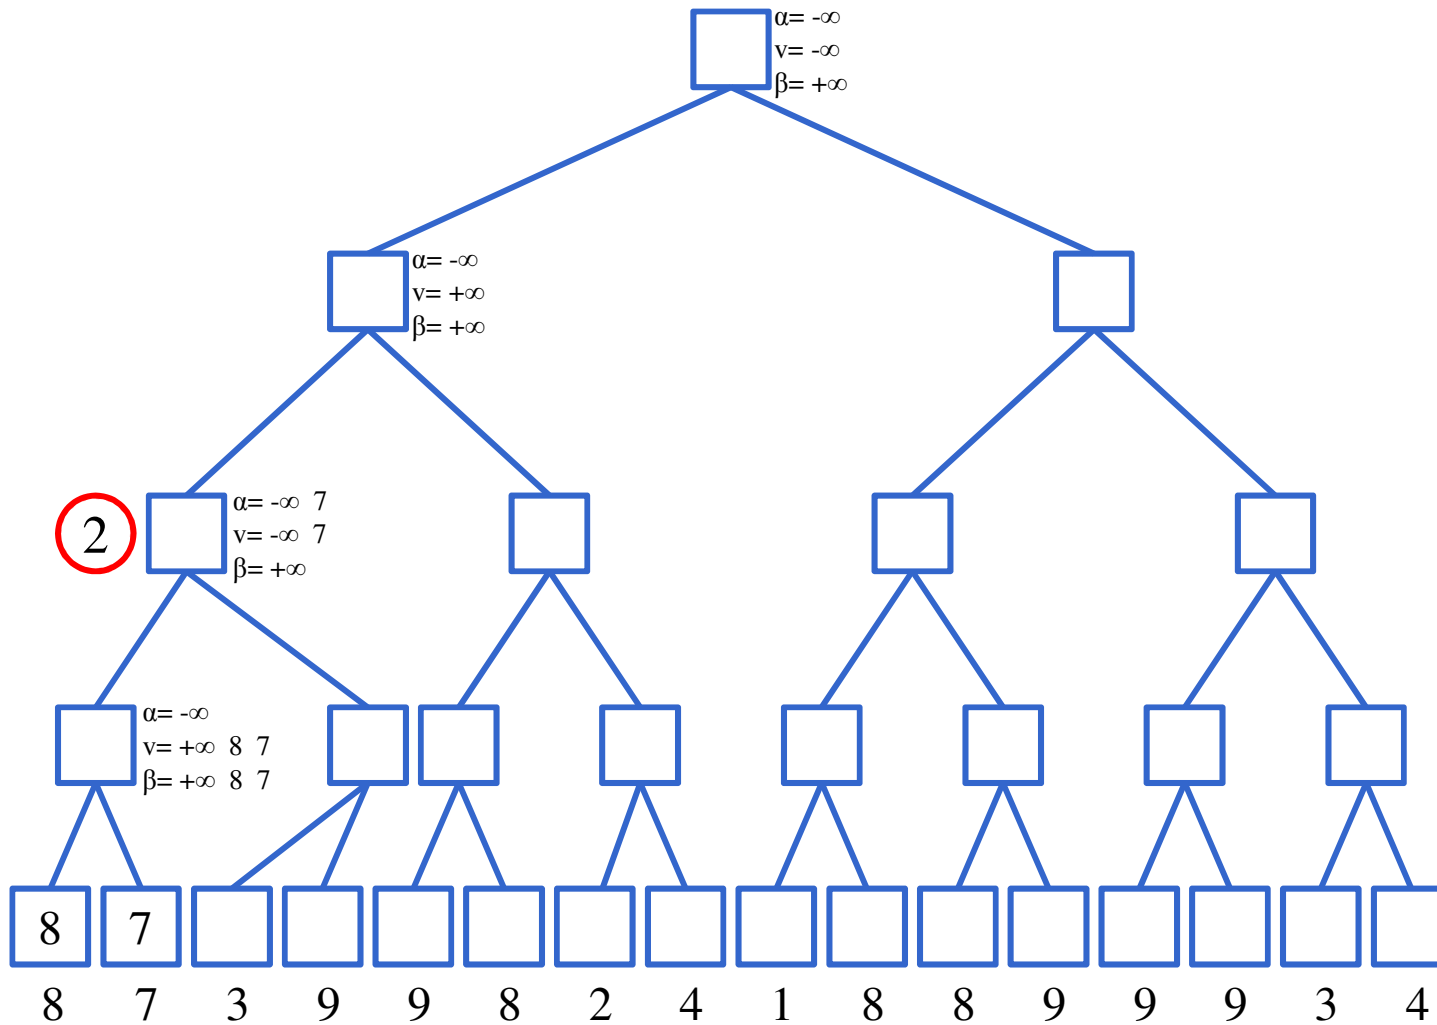 α= -∞
v= -∞
β= +∞
α= -∞
v= +∞
β= +∞
2
α= -∞ 7
v= -∞ 7
β= +∞
α= -∞
v= +∞ 8 7
β= +∞ 8 7
8 7
8 7 3 9 9 8 2 4 1 8 8 9 9 9 3 4